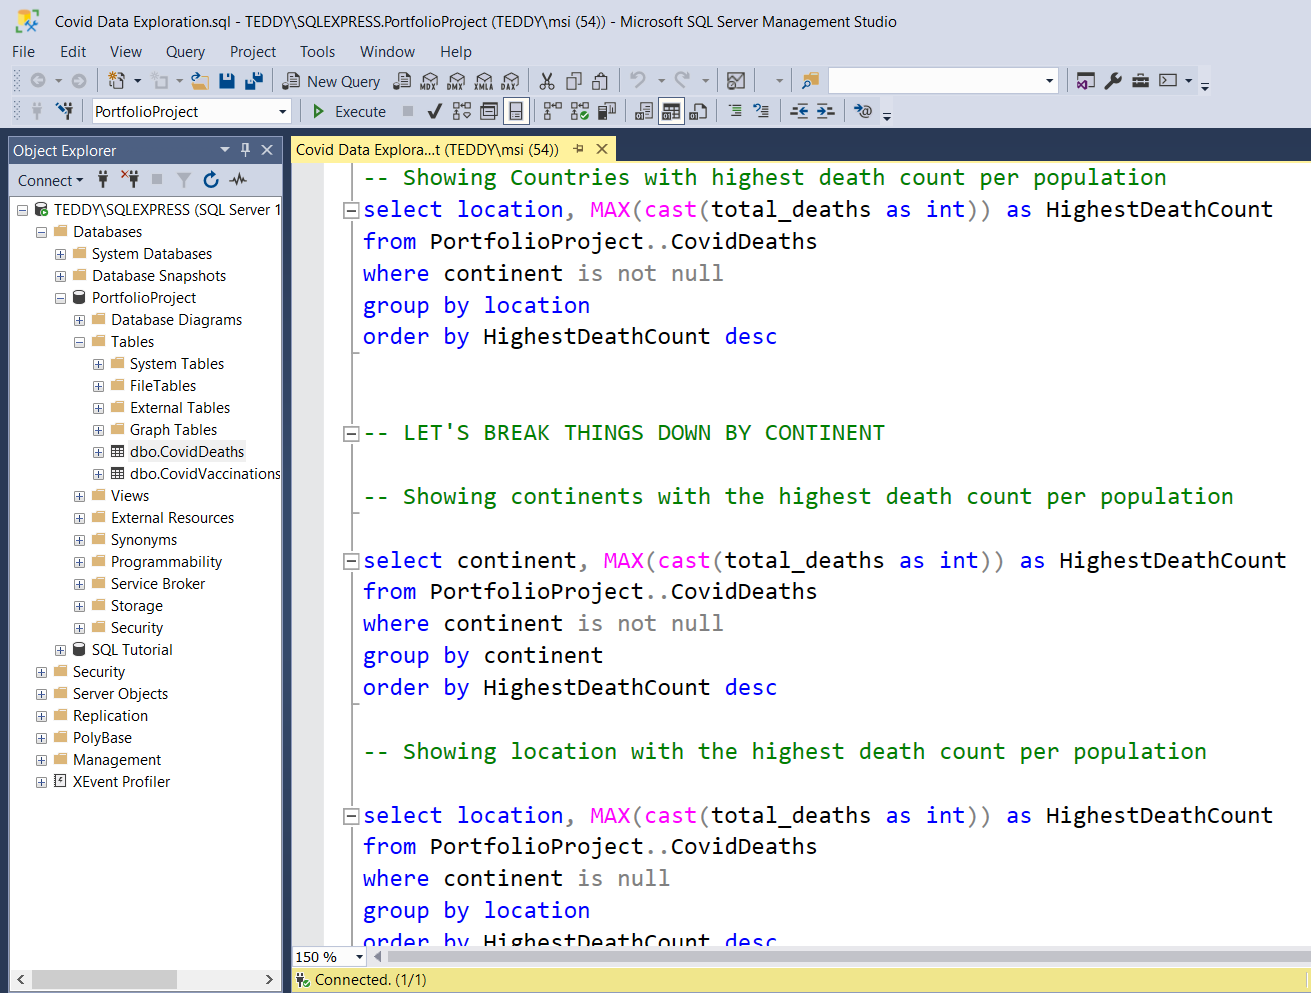 Covid Data Exploration.sql - TEDDY\SQLEXPRESS.PortfolioProject (TEDDY\msi (54)) - Microsoft SQL Server Management Studio
File Edit View Query Project Tools Window Help
New Query MDX DMX XMLA DAX
PortfolioProject Execute
Object Explorer
Connect
TEDDY\SQLEXPRESS (SQL Server 1
Databases
System Databases
Database Snapshots
PortfolioProject
Database Diagrams
Tables
System Tables
FileTables
External Tables
Graph Tables
dbo.CovidDeaths
dbo.CovidVaccinations
Views
External Resources
Synonyms
Programmability
Service Broker
Storage
Security
SQL Tutorial
Security
Server Objects
Replication
PolyBase
Management
XEvent Profiler
Covid Data Explora...t (TEDDY\msi (54))
-- Showing Countries with highest death count per population
select location, MAX(cast(total_deaths as int)) as HighestDeathCount
from PortfolioProject..CovidDeaths
where continent is not null
group by location
order by HighestDeathCount desc
-- LET'S BREAK THINGS DOWN BY CONTINENT
-- Showing continents with the highest death count per population
select continent, MAX(cast(total_deaths as int)) as HighestDeathCount
from PortfolioProject..CovidDeaths
where continent is not null
group by continent
order by HighestDeathCount desc
-- Showing location with the highest death count per population
select location, MAX(cast(total_deaths as int)) as HighestDeathCount
from PortfolioProject..CovidDeaths
where continent is null
group by location
order by HighestDeathCount desc
150 %
Connected. (1/1)